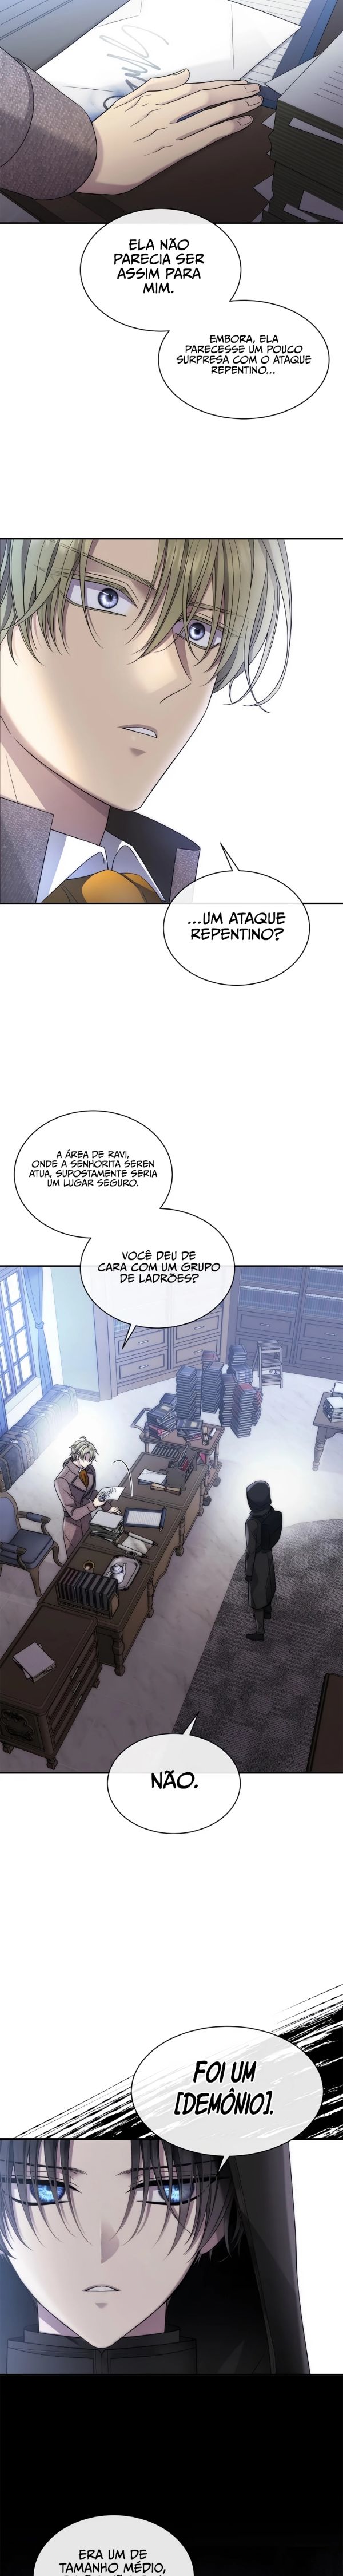 ELA NÃO
PARECIA SER
ASSIM PARA
MIM.
EMBORA, ELA
PARECESSE UM POUCO
SURPRESA COM O ATAQUE
REPENTINO...
...UM ATAQUE
REPENTINO?
A ÁREA DE RAVI,
ONDE A SENHORITA SEREN
ATUA, SUPOSTAMENTE SERIA
UM LUGAR SEGURO.
VOCÊ DEU DE
CARA COM UM GRUPO
DE LADRÕES?
NÃO.
FOI UM
[DEMÔNIO].
ERA UM DE
TAMANHO MÉDIO,